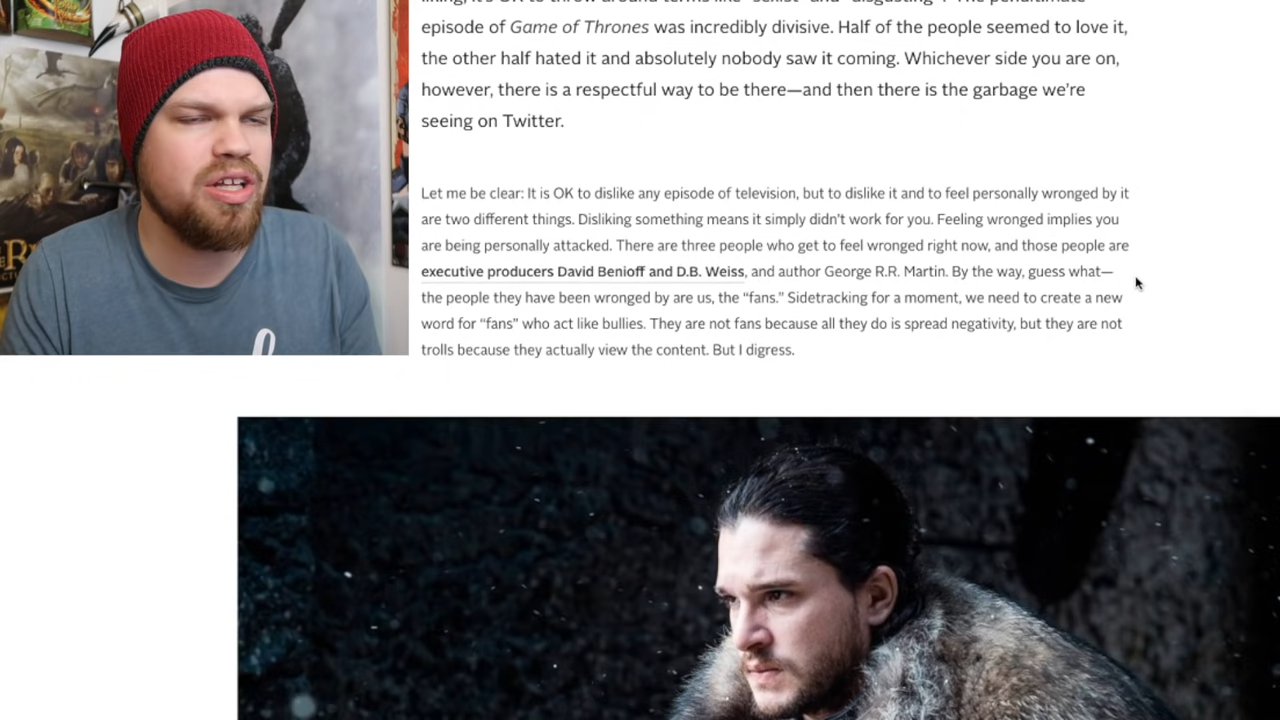 episode of Game of Thrones was incredibly divisive. Half of the people seemed to love it,
the other half hated it and absolutely nobody saw it coming. Whichever side you are on,
however, there is a respectful way to be there—and then there is the garbage we’re
seeing on Twitter.
Let me be clear: It is OK to dislike any episode of television, but to dislike it and to feel personally wronged by it
are two different things. Disliking something means it simply didn’t work for you. Feeling wronged implies you
are being personally attacked. There are three people who get to feel wronged right now, and those people are
executive producers David Benioff and D.B. Weiss, and author George R.R. Martin. By the way, guess what—
the people they have been wronged by are us, the “fans.” Sidetracking for a moment, we need to create a new
word for “fans” who act like bullies. They are not fans because all they do is spread negativity, but they are not
trolls because they actually view the content. But I digress.